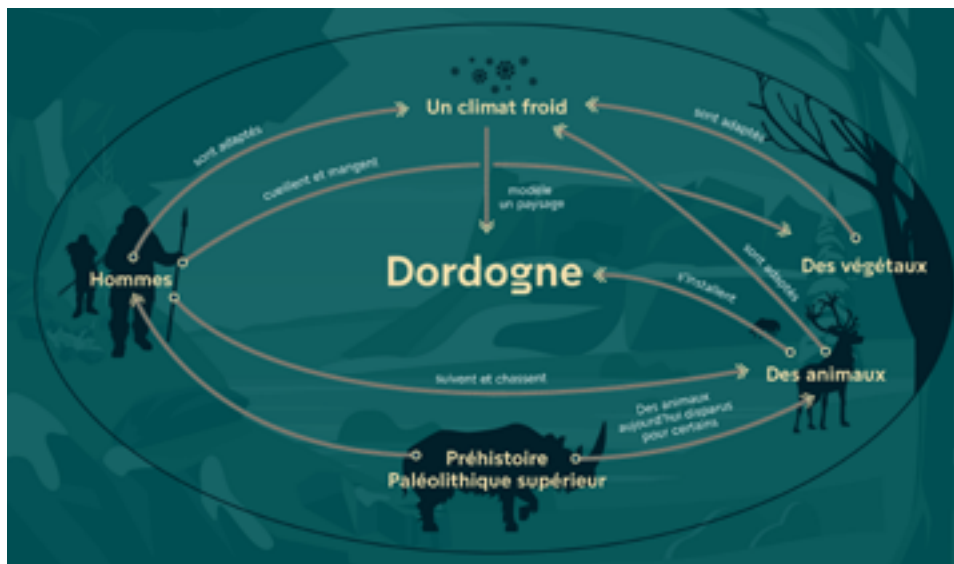 Un climat froid
sont adaptés
sont adaptés
cueillent et mangent
modèle
un paysage
Des végétaux
Hommes
Dordogne
s'installent
sont adaptés
Des animaux
suivent et chassent
Des animaux
aujourd'hui disparus
pour certains
Préhistoire
Paléolithique supérieur